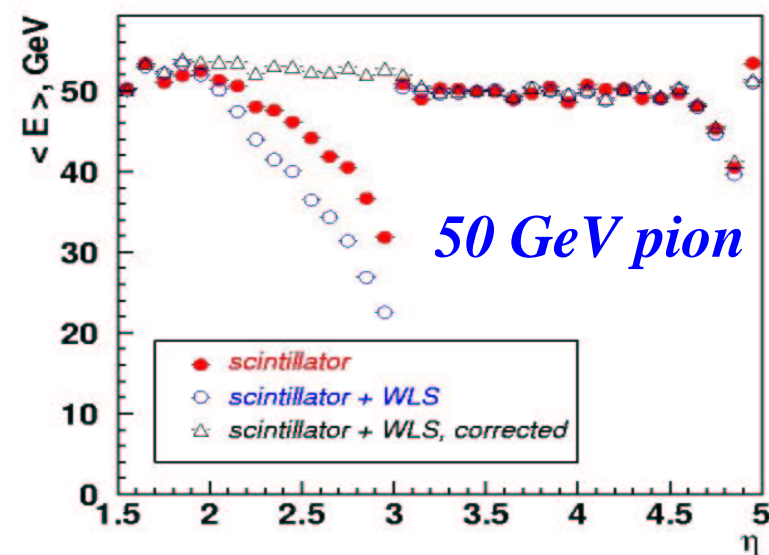 < E >, GeV
50
40
30
20
10
0
50 GeV pion
scintillator
scintillator + WLS
scintillator + WLS, corrected
1.5 2 2.5 3 3.5 4 4.5 5
η